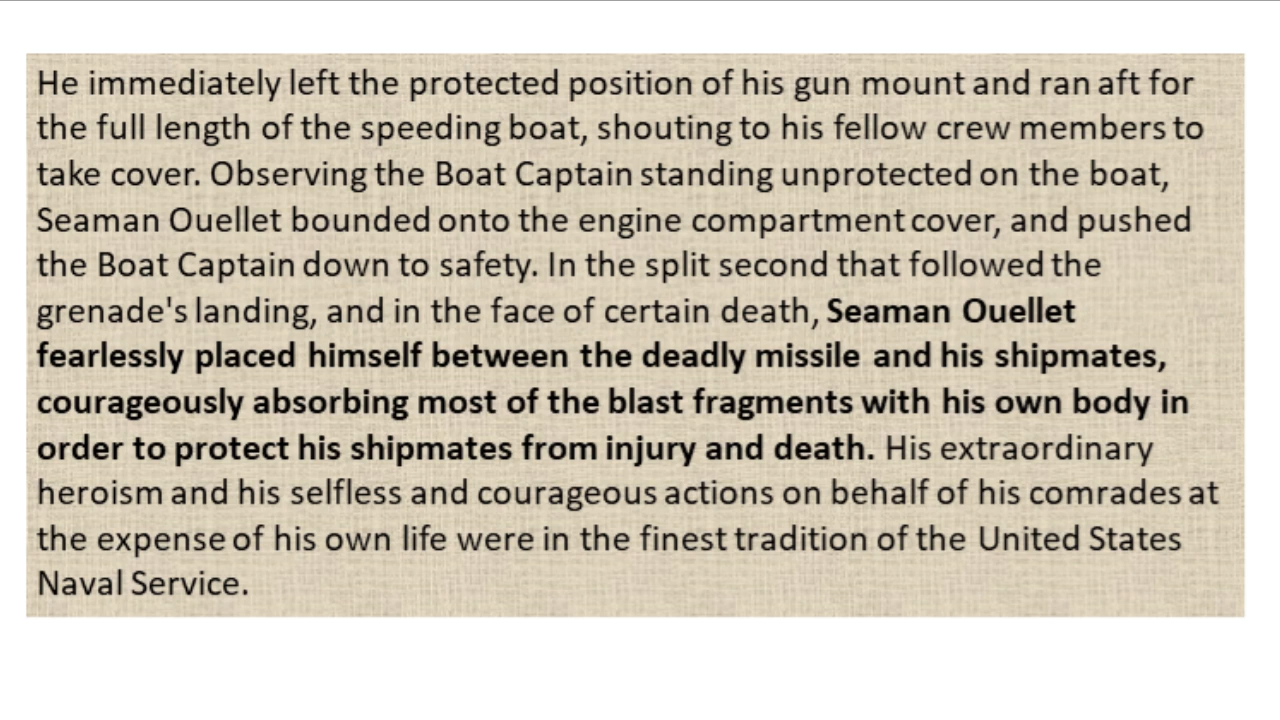 He immediately left the protected position of his gun mount and ran aft for
the full length of the speeding boat, shouting to his fellow crew members to
take cover. Observing the Boat Captain standing unprotected on the boat,
Seaman Ouellet bounded onto the engine compartment cover, and pushed
the Boat Captain down to safety. In the split second that followed the
grenade's landing, and in the face of certain death, Seaman Ouellet
fearlessly placed himself between the deadly missile and his shipmates,
courageously absorbing most of the blast fragments with his own body in
order to protect his shipmates from injury and death. His extraordinary
heroism and his selfless and courageous actions on behalf of his comrades at
the expense of his own life were in the finest tradition of the United States
Naval Service.